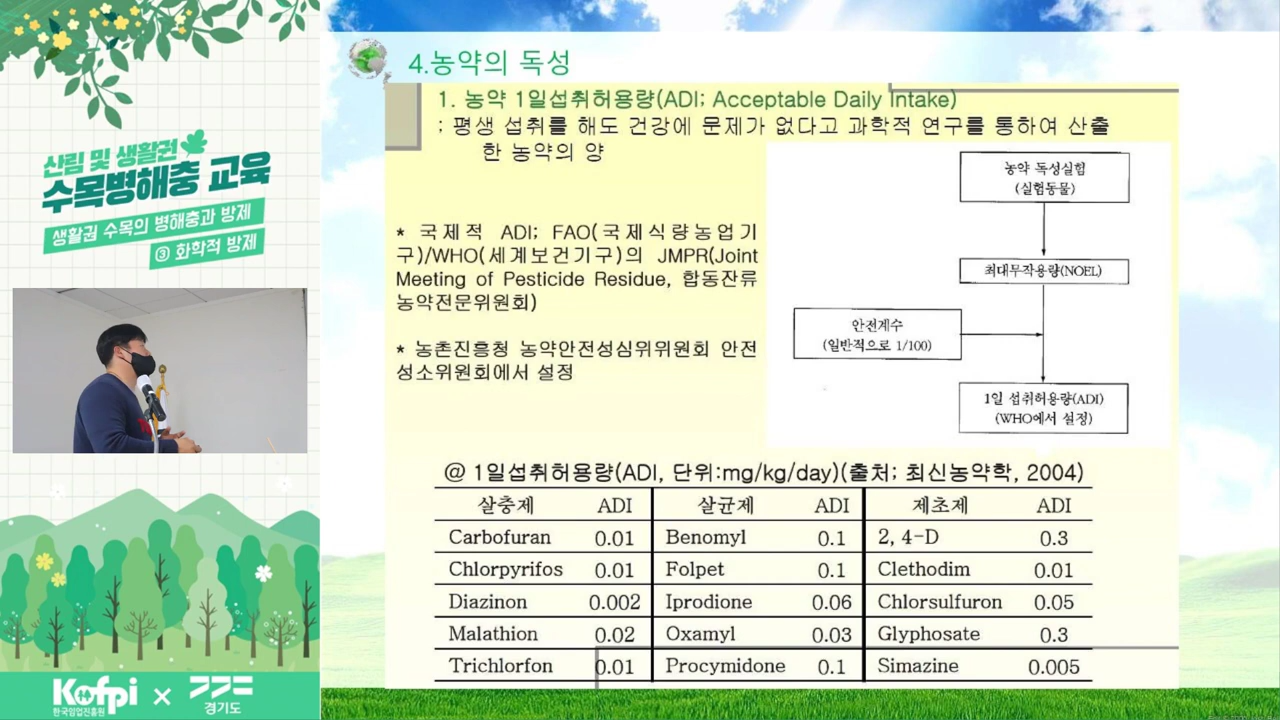 산림 및 생활권
수목병해충 교육
생활권 수목의 병해충과 방제
③ 화학적 방제
Kofpi
한국임업진흥원
×
경기도
4.농약의 독성
1. 농약 1일섭취허용량(ADI; Acceptable Daily Intake)
; 평생 섭취를 해도 건강에 문제가 없다고 과학적 연구를 통하여 산출
한 농약의 양
* 국제적 ADI; FAO(국제식량농업기
구)/WHO(세계보건기구)의 JMPR(Joint
Meeting of Pesticide Residue, 합동잔류
농약전문위원회)
* 농촌진흥청 농약안전성심위위원회 안전
성소위원회에서 설정
농약 독성실험
(실험동물)
최대무작용량(NOEL)
안전계수
(일반적으로 1/100)
1일 섭취허용량(ADI)
(WHO에서 설정)
@ 1일섭취허용량(ADI, 단위:mg/kg/day)(출처; 최신농약학, 2004)
살충제 ADI 살균제 ADI 제초제 ADI
Carbofuran 0.01 Benomyl 0.1 2, 4-D 0.3
Chlorpyrifos 0.01 Folpet 0.1 Clethodim 0.01
Diazinon 0.002 Iprodione 0.06 Chlorsulfuron 0.05
Malathion 0.02 Oxamyl 0.03 Glyphosate 0.3
Trichlorfon 0.01 Procymidone 0.1 Simazine 0.005